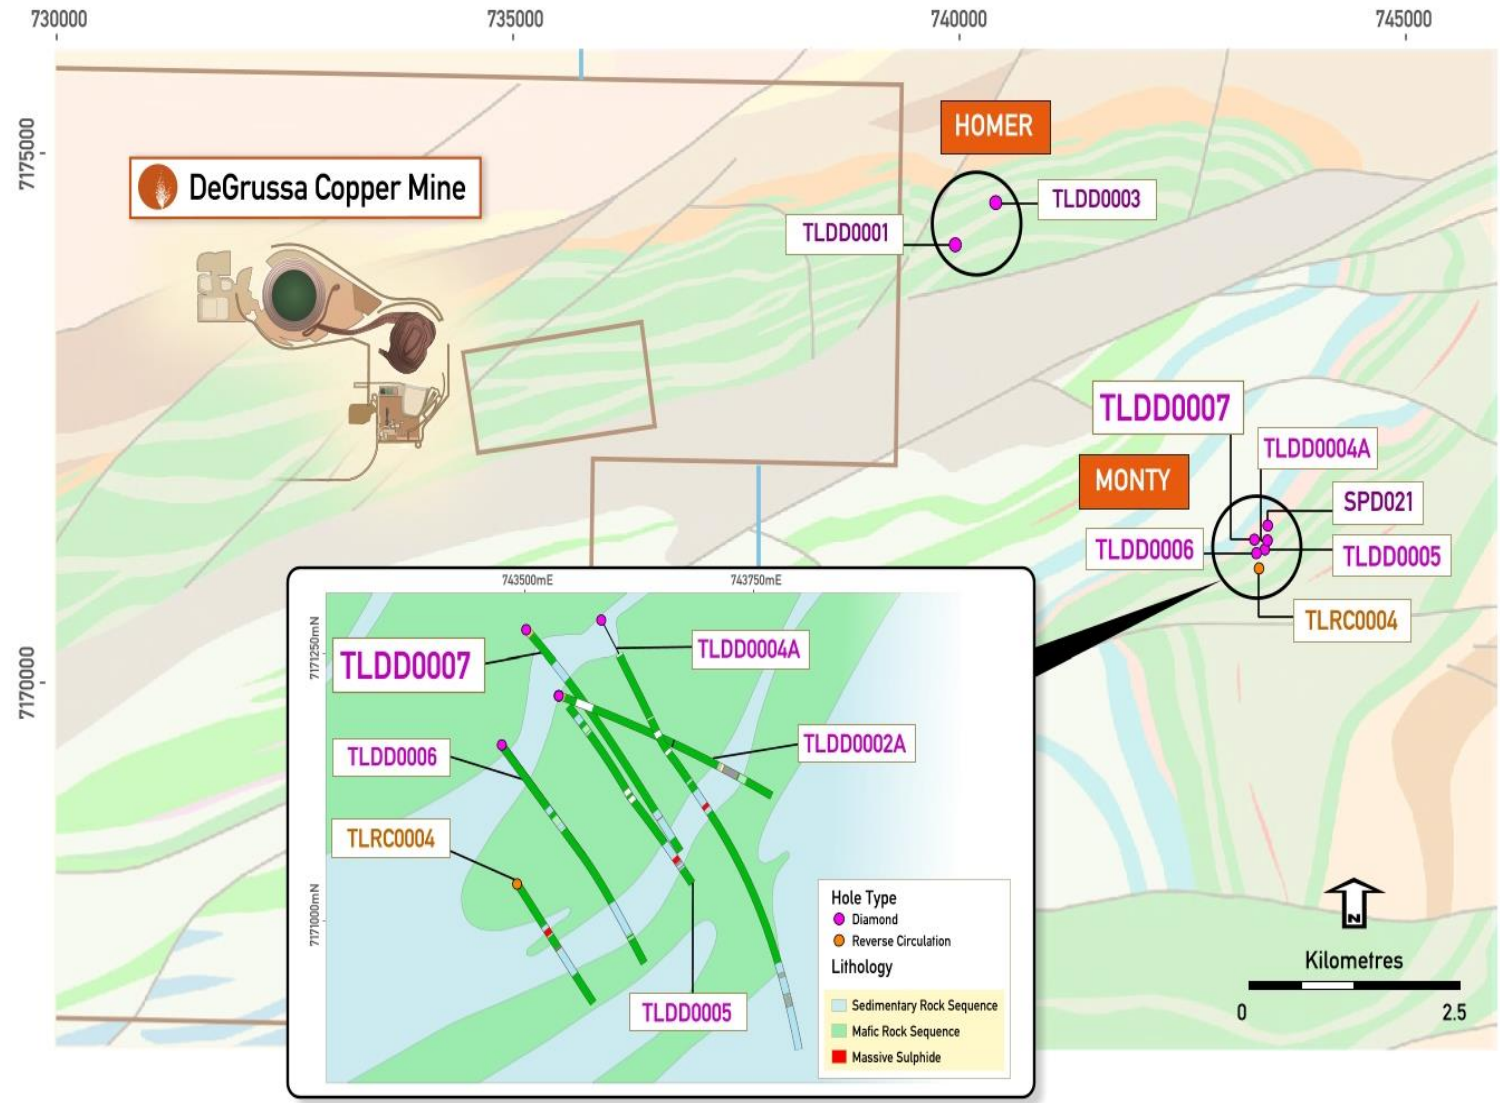 730000
735000
740000
745000
7175000
7170000
HOMER
DeGrussa Copper Mine
TLDD0003
TLDD0001
TLDD0007
TLDD0004A
MONTY
SPD021
TLDD0006
TLDD0005
TLRC0004
743500mE
743750mE
7171250mN
7171000mN
TLDD0007
TLDD0004A
TLDD0006
TLDD0002A
TLRC0004
TLDD0005
Hole Type
Diamond
Reverse Circulation
Lithology
Sedimentary Rock Sequence
Mafic Rock Sequence
Massive Sulphide
N
Kilometres
0
2.5